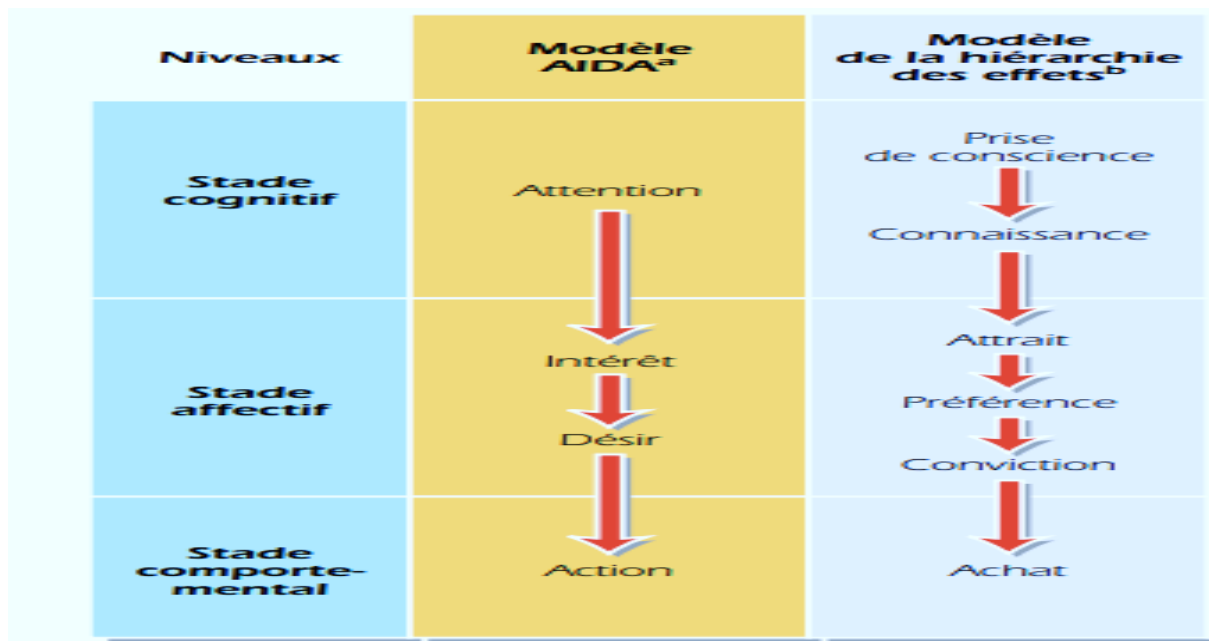 Niveaux
Modèle
AIDAᵃ
Modèle
de la hiérarchie
des effetsᵇ
Stade
cognitif
Attention
Prise
de conscience
Connaissance
Stade
affectif
Intérêt
Désir
Attrait
Préférence
Conviction
Stade
comporte-
mental
Action
Achat